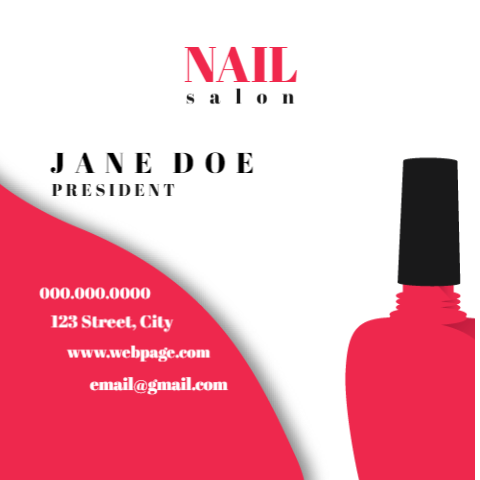 NAIL
salon
JANE DOE
PRESIDENT
000.000.0000
123 Street, City
www.webpage.com
email@gmail.com